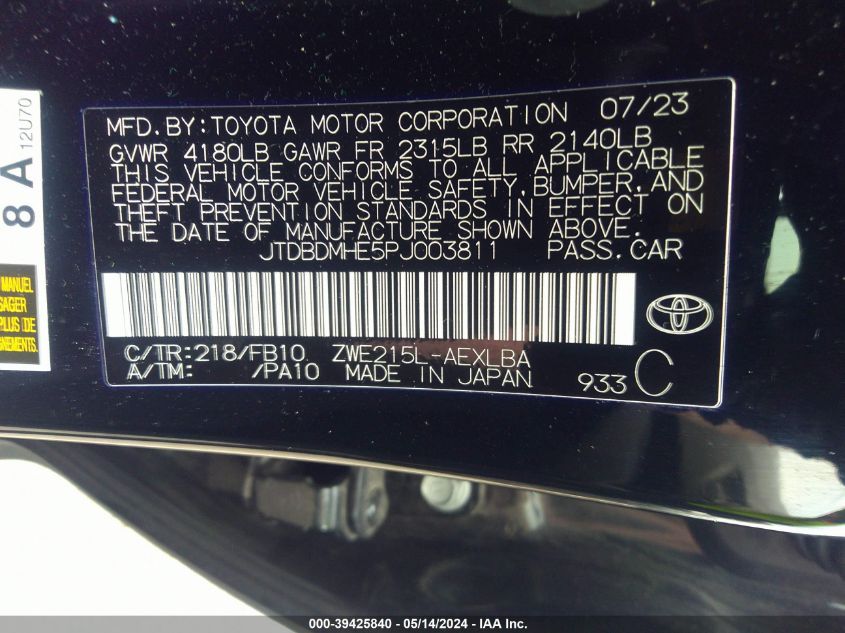 MFD. BY: TOYOTA MOTOR CORPORATION 07/23
GVWR 4180LB GAWR FR 2315LB RR 2140LB
THIS VEHICLE CONFORMS TO ALL APPLICABLE
FEDERAL MOTOR VEHICLE SAFETY, BUMPER, AND
THEFT PREVENTION STANDARDS IN EFFECT ON
THE DATE OF MANUFACTURE SHOWN ABOVE.
JTDBDMHE5PJ003811 PASS. CAR
C/TR: 218/FB10 ZWE215L-AEXLBA
A/TM: /PA10 MADE IN JAPAN 933 C
8 A 12U70
MANUEL
PLUS DE
000-39425840 - 05/14/2024 - IAA Inc.